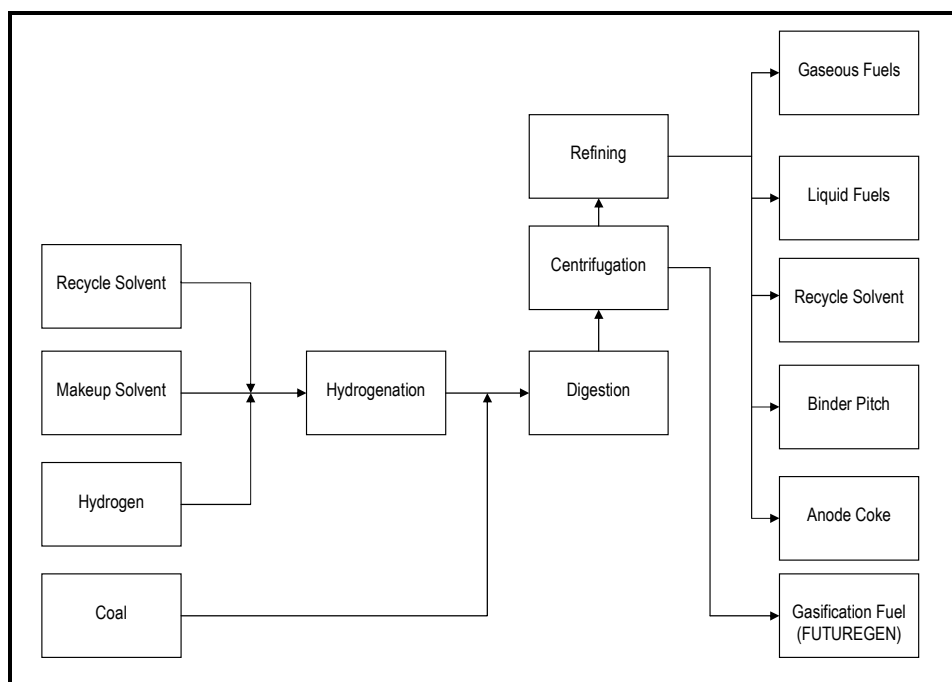 Gaseous Fuels
Refining
Liquid Fuels
Centrifugation
Recycle Solvent
Recycle Solvent
Makeup Solvent
Hydrogenation
Digestion
Binder Pitch
Hydrogen
Anode Coke
Coal
Gasification Fuel
(FUTUREGEN)